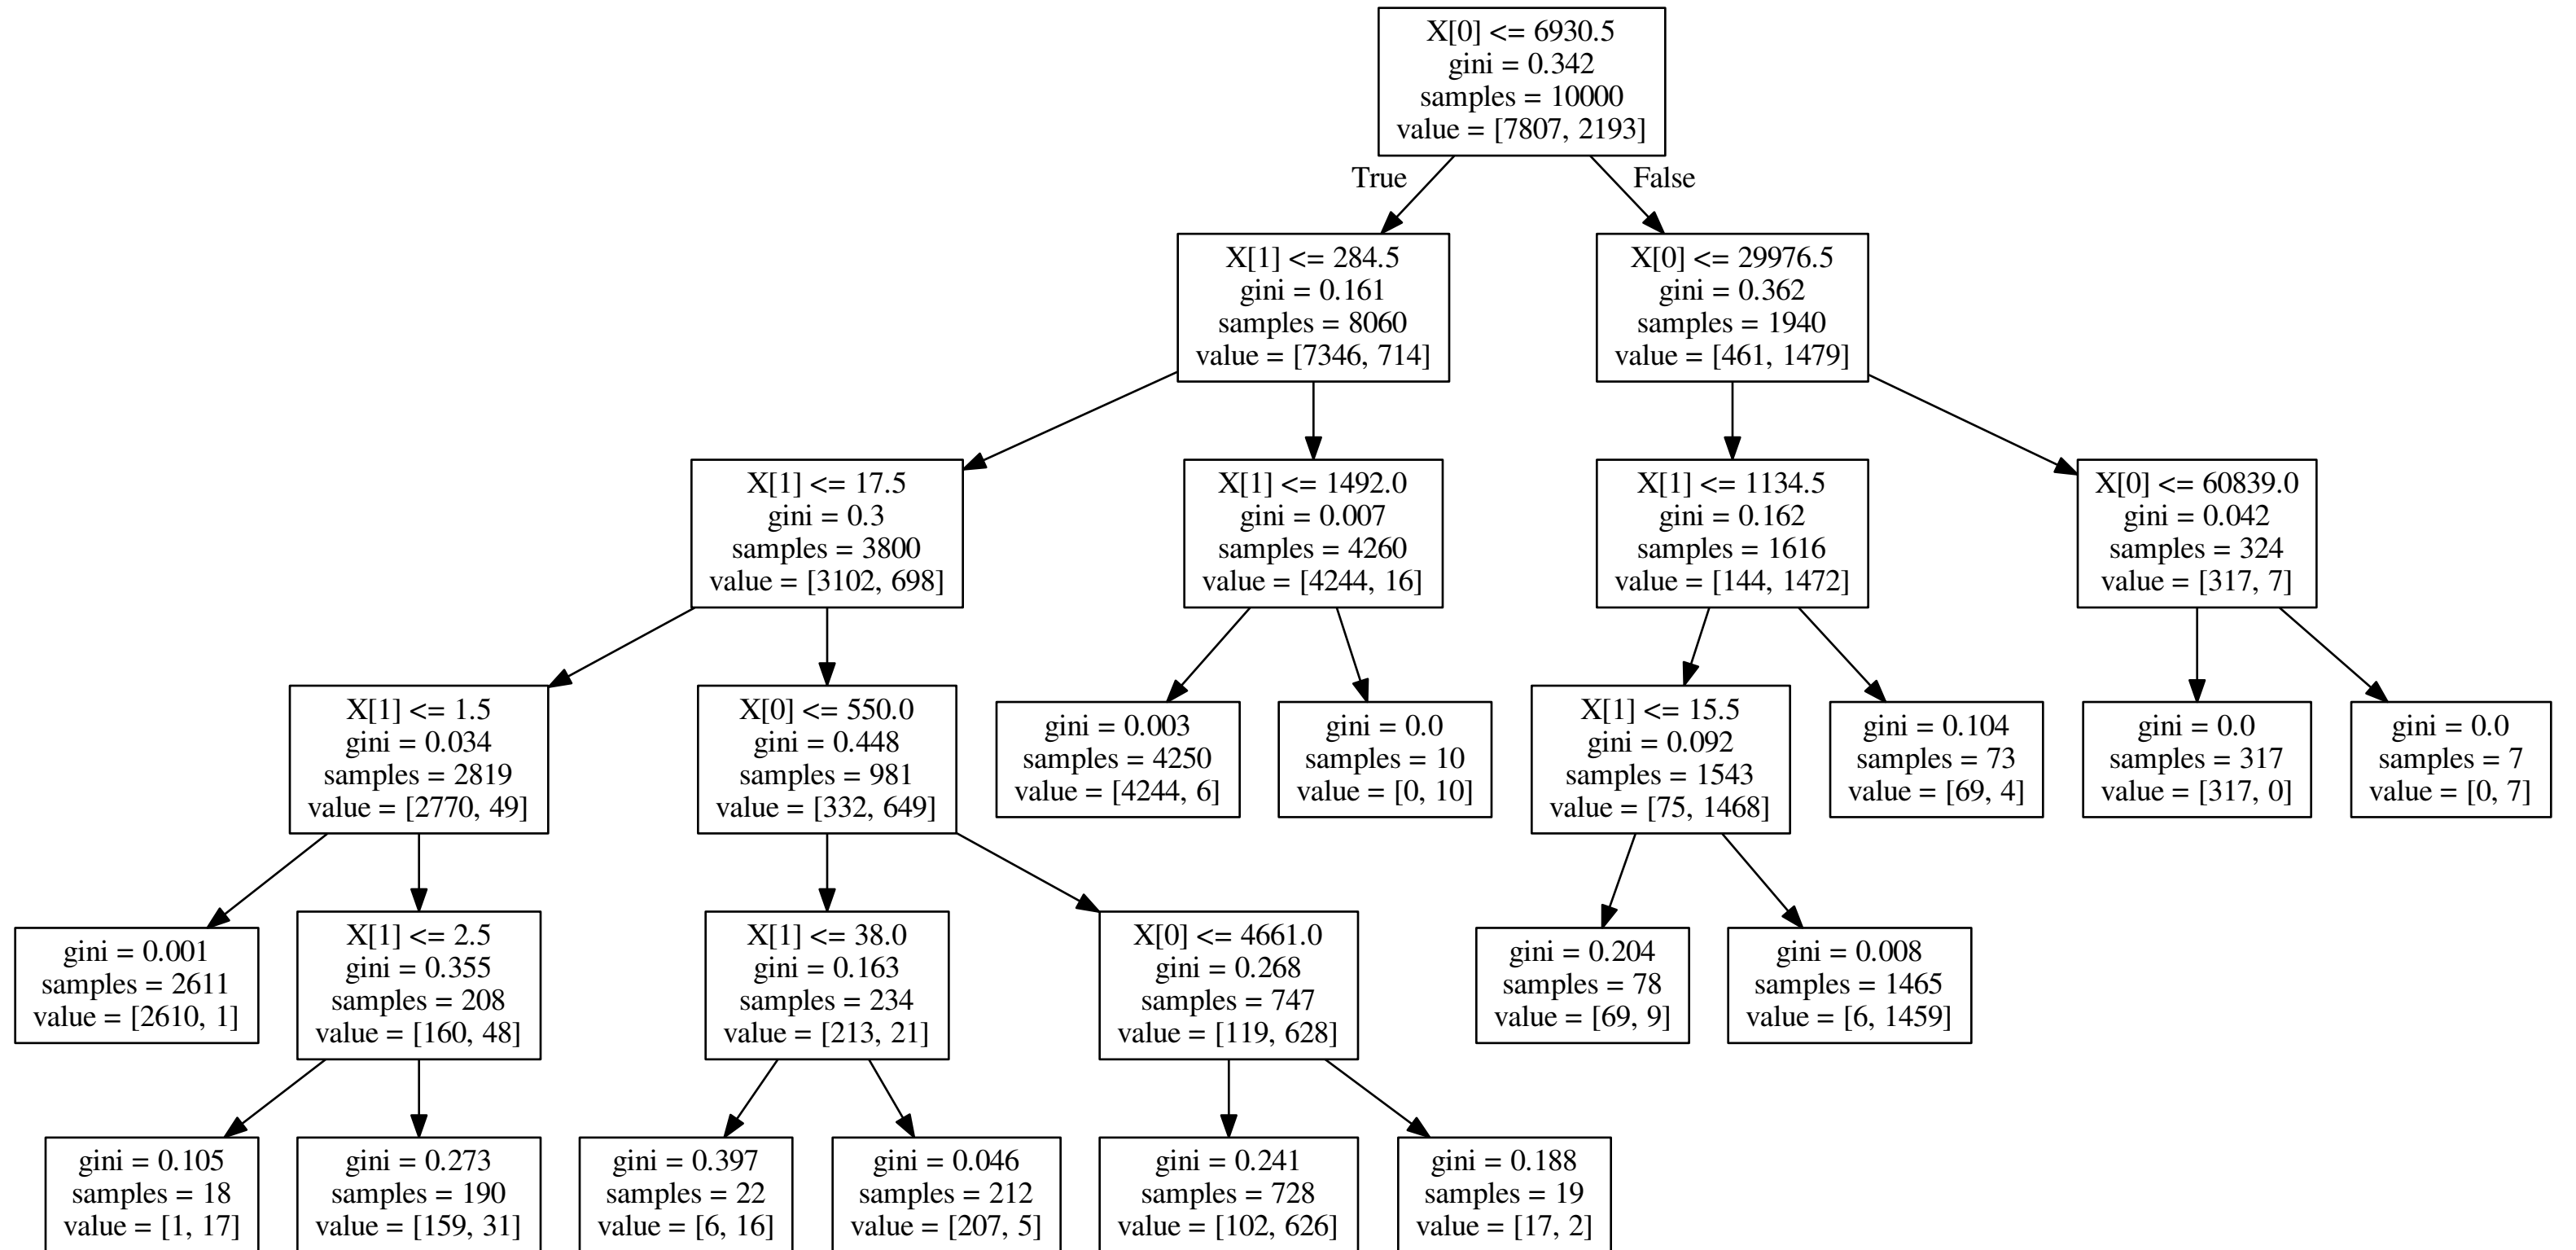 X[0] <= 6930.5
gini = 0.342
samples = 10000
value = [7807, 2193]
True
False
X[1] <= 284.5
gini = 0.161
samples = 8060
value = [7346, 714]
X[0] <= 29976.5
gini = 0.362
samples = 1940
value = [461, 1479]
X[1] <= 17.5
gini = 0.3
samples = 3800
value = [3102, 698]
X[1] <= 1492.0
gini = 0.007
samples = 4260
value = [4244, 16]
X[1] <= 1134.5
gini = 0.162
samples = 1616
value = [144, 1472]
X[0] <= 60839.0
gini = 0.042
samples = 324
value = [317, 7]
X[1] <= 1.5
gini = 0.034
samples = 2819
value = [2770, 49]
X[0] <= 550.0
gini = 0.448
samples = 981
value = [332, 649]
gini = 0.003
samples = 4250
value = [4244, 6]
gini = 0.0
samples = 10
value = [0, 10]
X[1] <= 15.5
gini = 0.092
samples = 1543
value = [75, 1468]
gini = 0.104
samples = 73
value = [69, 4]
gini = 0.0
samples = 317
value = [317, 0]
gini = 0.0
samples = 7
value = [0, 7]
gini = 0.001
samples = 2611
value = [2610, 1]
X[1] <= 2.5
gini = 0.355
samples = 208
value = [160, 48]
X[1] <= 38.0
gini = 0.163
samples = 234
value = [213, 21]
X[0] <= 4661.0
gini = 0.268
samples = 747
value = [119, 628]
gini = 0.204
samples = 78
value = [69, 9]
gini = 0.008
samples = 1465
value = [6, 1459]
gini = 0.105
samples = 18
value = [1, 17]
gini = 0.273
samples = 190
value = [159, 31]
gini = 0.397
samples = 22
value = [6, 16]
gini = 0.046
samples = 212
value = [207, 5]
gini = 0.241
samples = 728
value = [102, 626]
gini = 0.188
samples = 19
value = [17, 2]